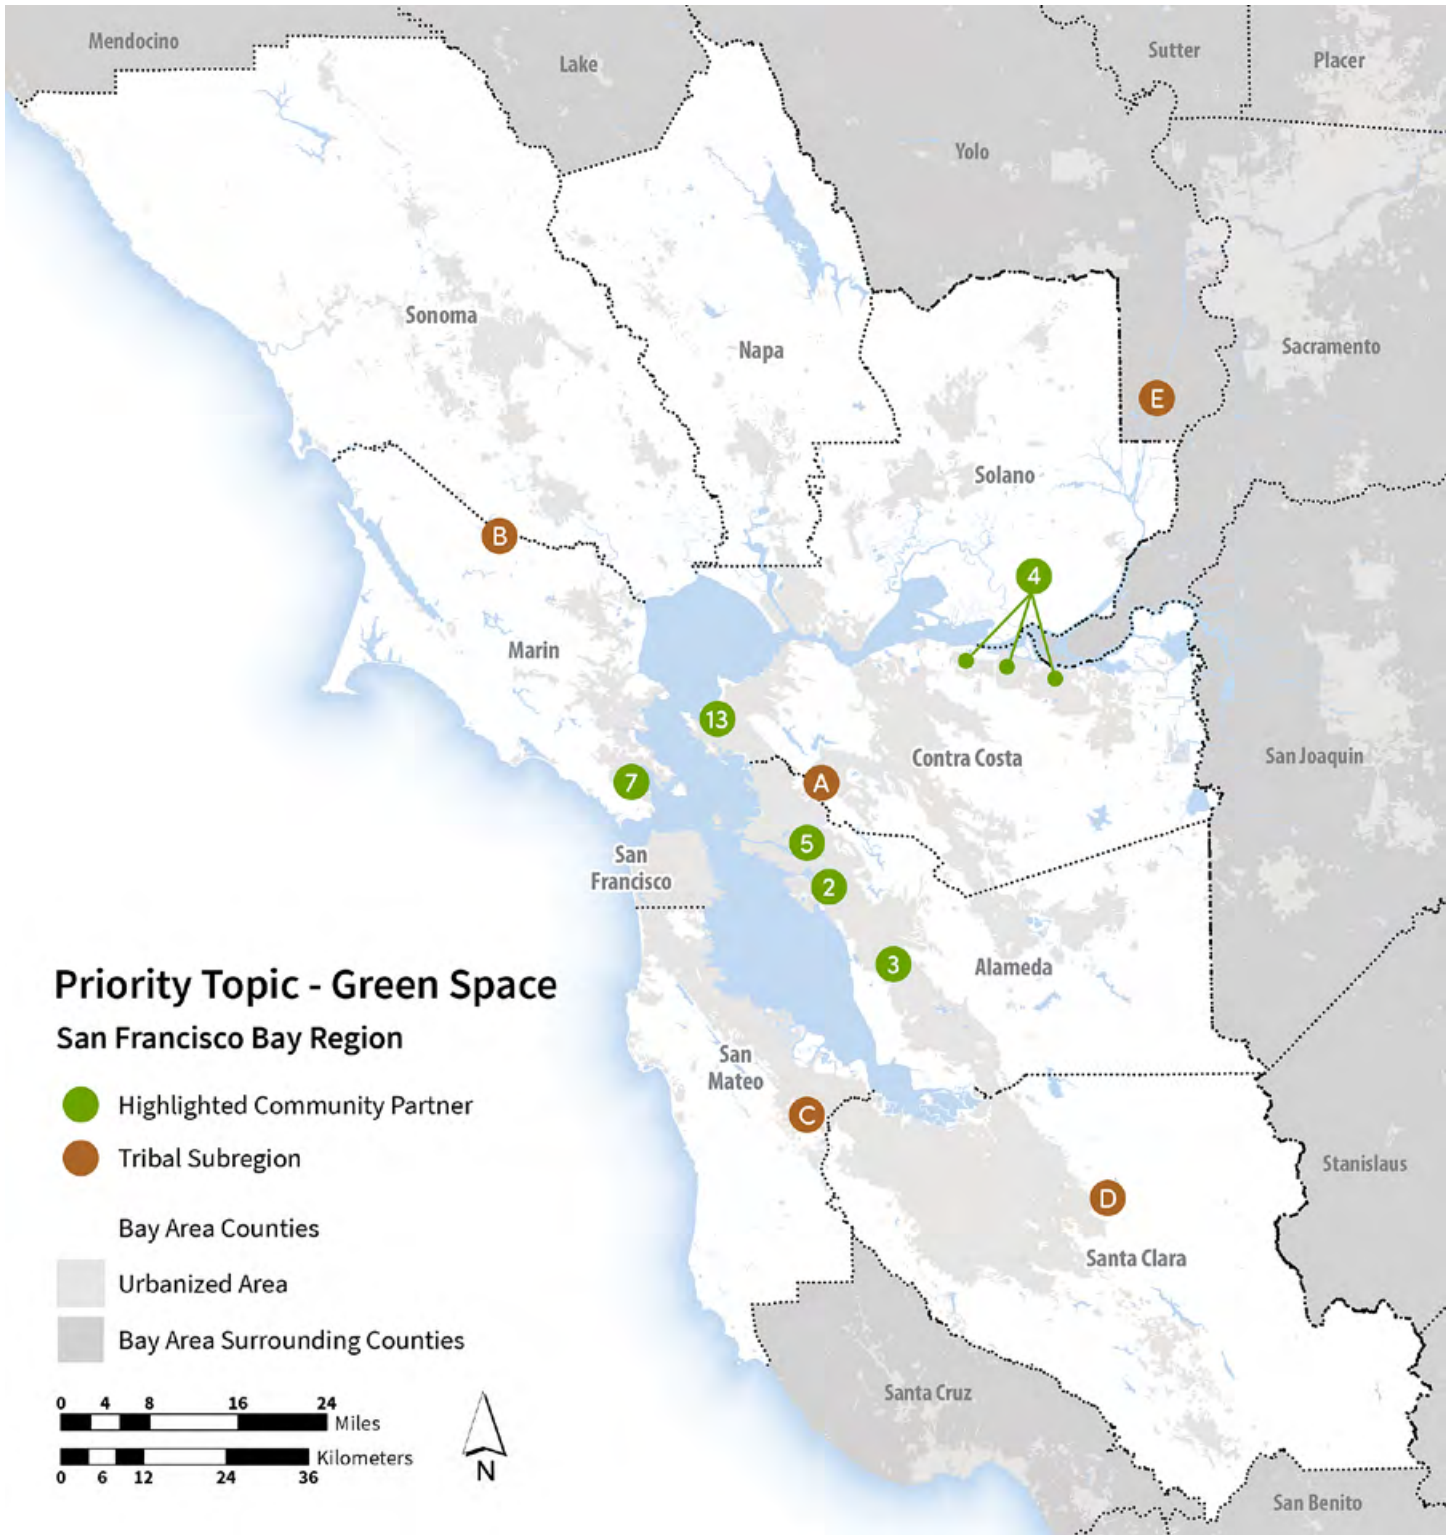 Mendocino
Lake
Sutter
Placer
Yolo
Sonoma
Napa
Sacramento
E
Solano
B
4
Marin
13
Contra Costa
San Joaquin
7
A
5
San
Francisco
2
3
Alameda
Priority Topic - Green Space
San Francisco Bay Region
San
Mateo
Highlighted Community Partner
C
Tribal Subregion
Stanislaus
D
Bay Area Counties
Santa Clara
Urbanized Area
Bay Area Surrounding Counties
Santa Cruz
0 4 8 16 24
Miles
Kilometers
0 6 12 24 36
N
San Benito